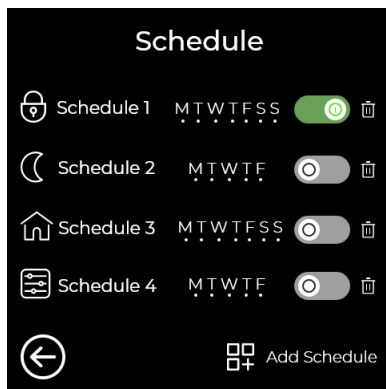 Schedule
Schedule 1 MTWTFSS
Schedule 2 MTWTF
Schedule 3 MTWTFSS
Schedule 4 MTWTF
Add Schedule